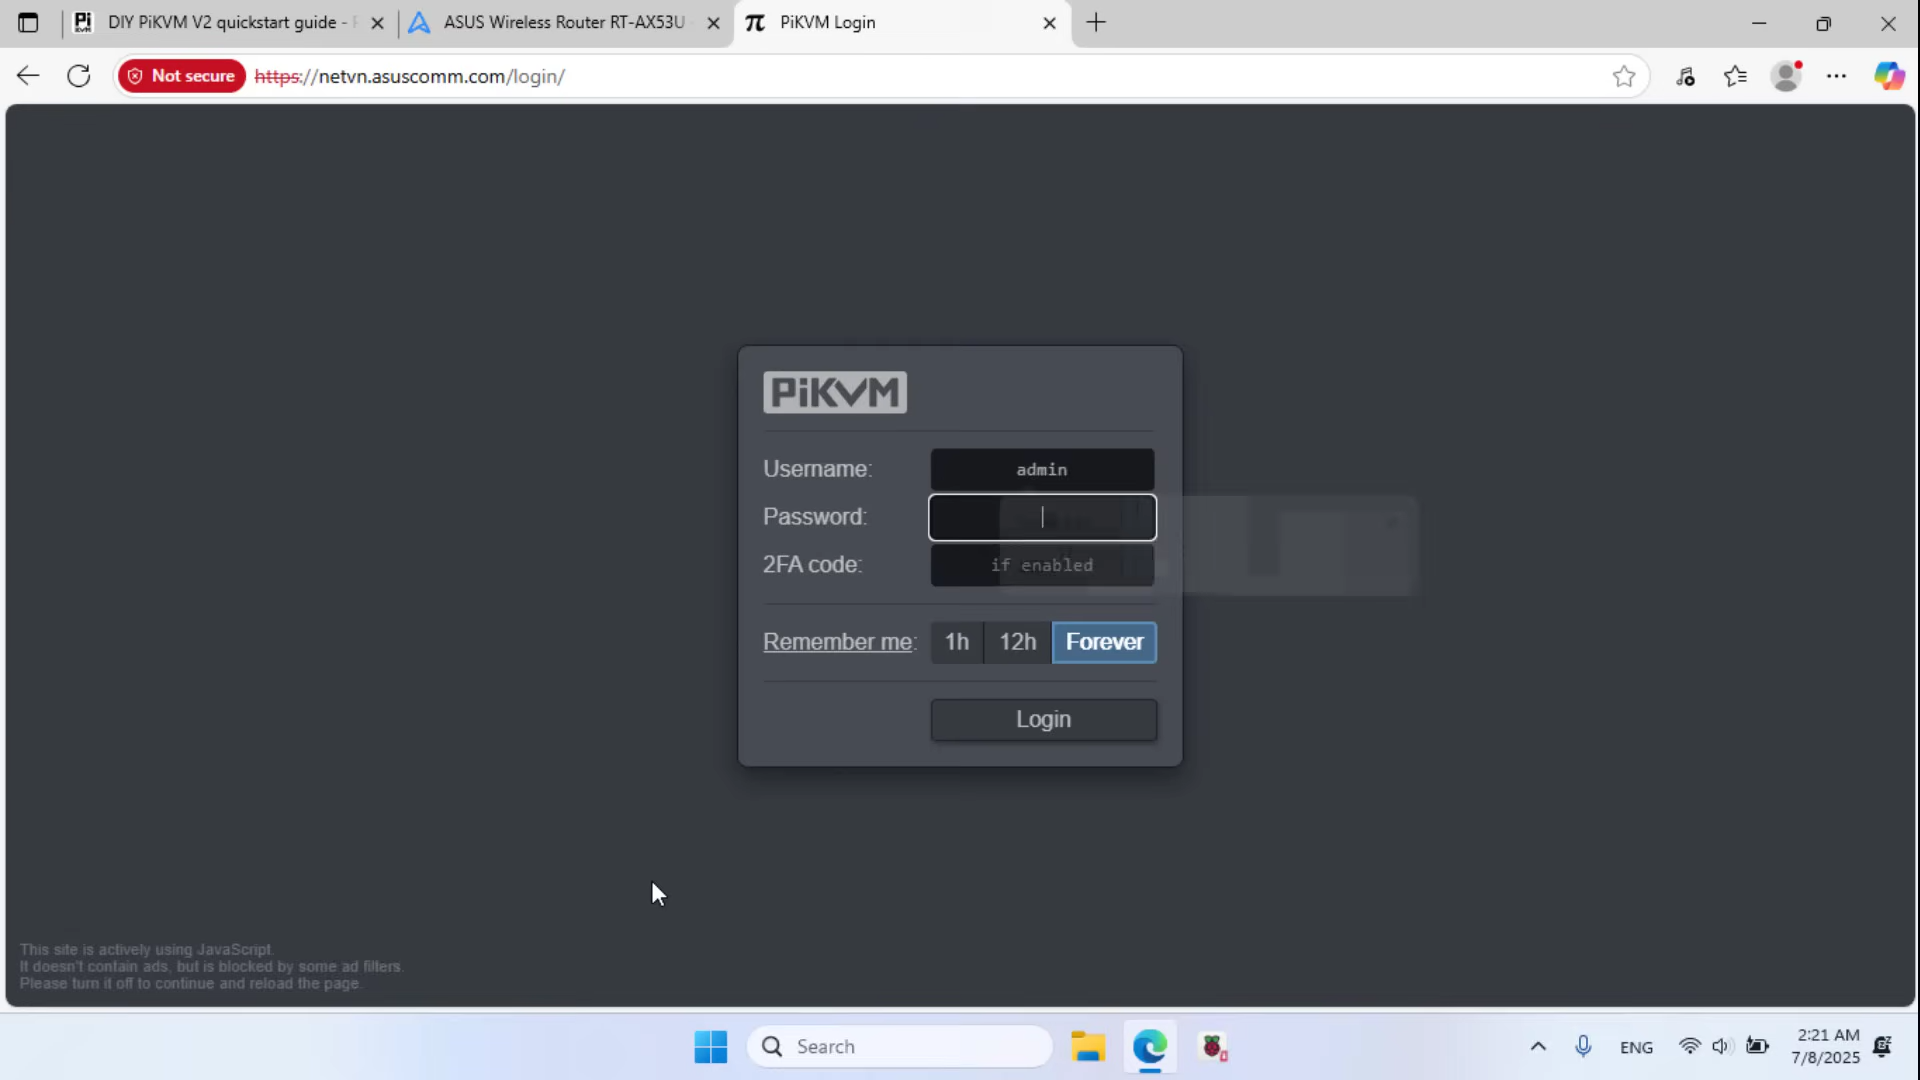 DIY PiKVM V2 quickstart guide -
ASUS Wireless Router RT-AX53U
PiKVM Login
Not secure
https://netvn.asuscomm.com/login/
PiKVM
Username:
admin
Password:
2FA code:
if enabled
Remember me:
1h
12h
Forever
Login
This site is actively using JavaScript.
It doesn't contain ads, but is blocked by some ad filters.
Please turn it off to continue and reload the page.
Search
ENG
2:21 AM
7/8/2025